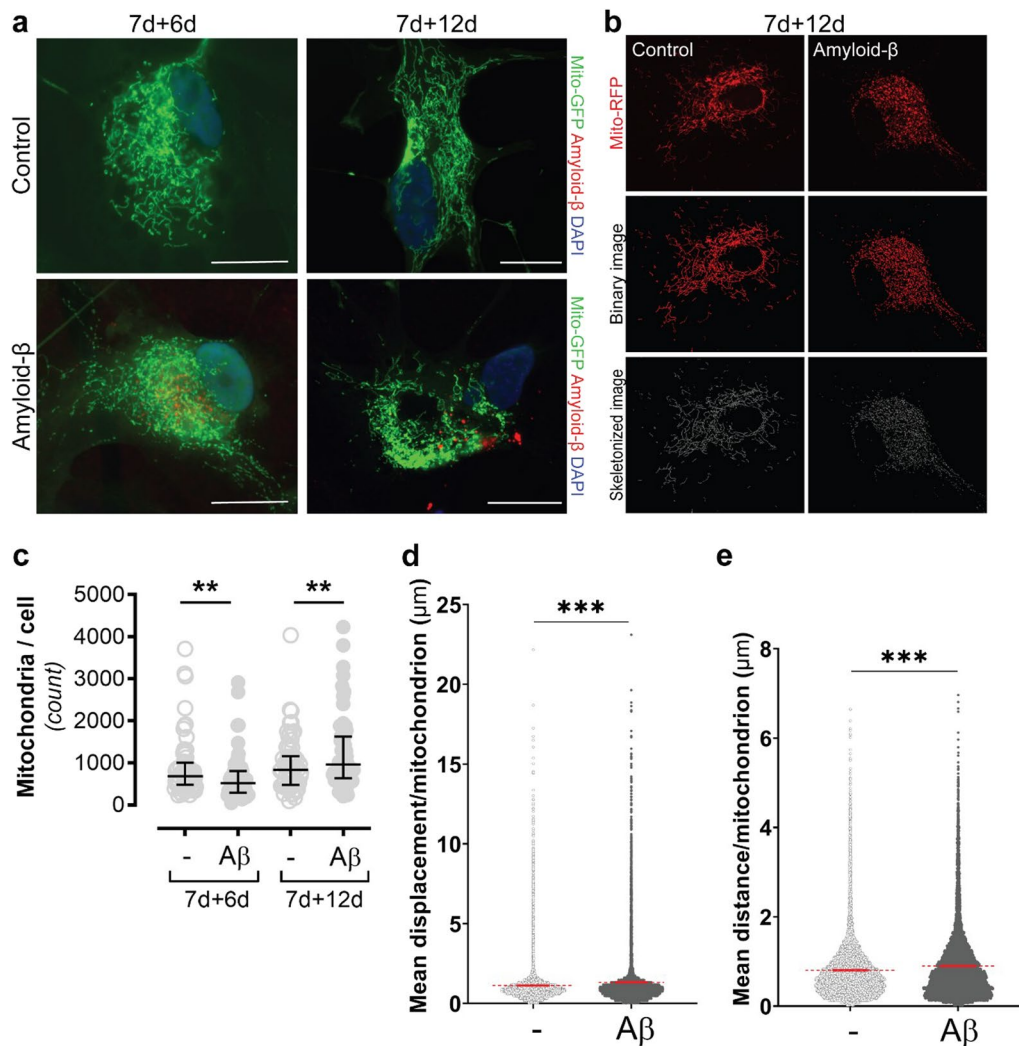 a
7d+6d
7d+12d
Control
Amyloid-β
Mito-GFP Amyloid-β DAPI
Mito-GFP Amyloid-β DAPI
b
7d+12d
Control
Amyloid-β
Mito-RFP
Binary image
Skeletonized image
c
Mitochondria / cell
(count)
5000
4000
3000
2000
1000
0
**
**
-
Aβ
-
Aβ
7d+6d
7d+12d
d
Mean displacement/mitochondrion (μm)
25
20
15
10
5
0
***
-
Aβ
e
Mean distance/mitochondrion (μm)
8
6
4
2
0
***
-
Aβ